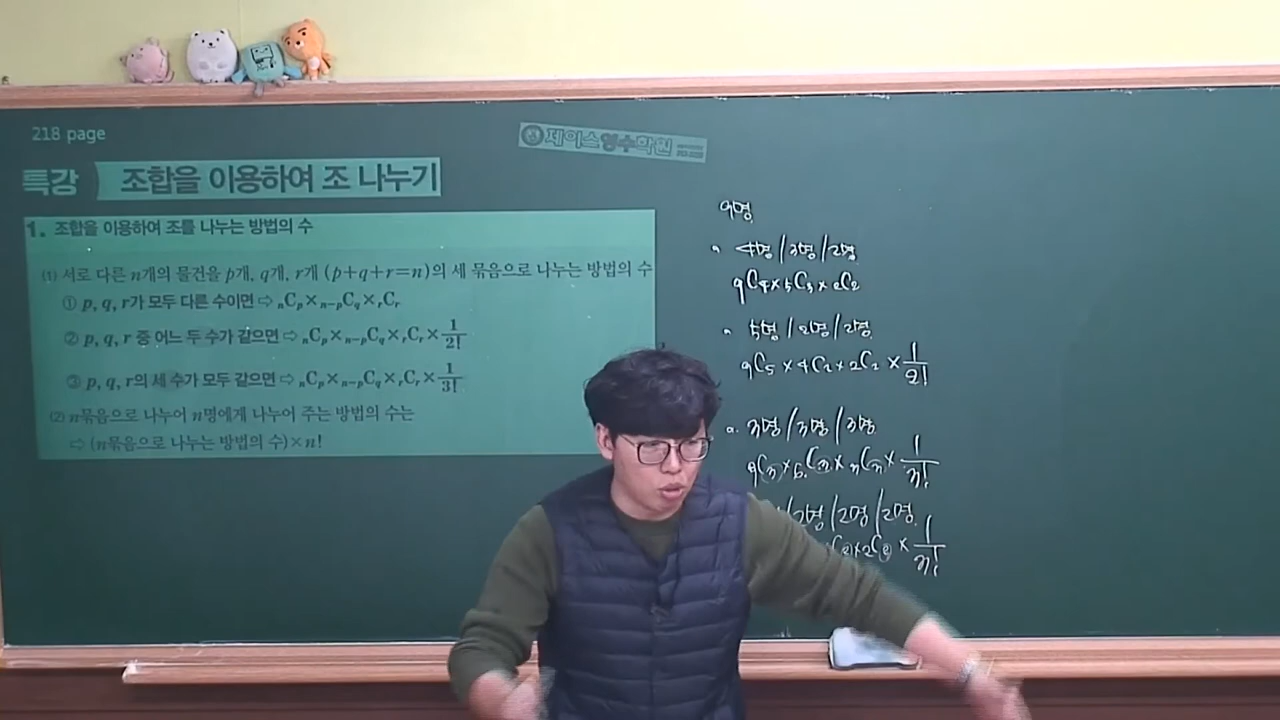 218 page
제이스영수학원
특강 조합을 이용하여 조 나누기
1. 조합을 이용하여 조를 나누는 방법의 수
(1) 서로 다른 n개의 물건을 p개, q개, r개 (p+q+r=n)의 세 묶음으로 나누는 방법의 수
① p, q, r가 모두 다른 수이면 ⇨ ₙCₚ×ₙ₋ₚC_q×ᵣCᵣ
② p, q, r 중 어느 두 수가 같으면 ⇨ ₙCₚ×ₙ₋ₚC_q×ᵣCᵣ×1/2!
③ p, q, r의 세 수가 모두 같으면 ⇨ ₙCₚ×ₙ₋ₚC_q×ᵣCᵣ×1/3!
(2) n묶음으로 나누어 n명에게 나누어 주는 방법의 수는
⇨ (n묶음으로 나누는 방법의 수)×n!
9명
4명/3명/2명
₉C₄×₅C₃×₂C₂
5명/2명/2명
₉C₅×₄C₂×₂C₂×1/2!
3명/3명/3명
₉C₃×₆C₃×₃C₃×1/3!
/2명/2명/2명
×₂C₂×1/3!